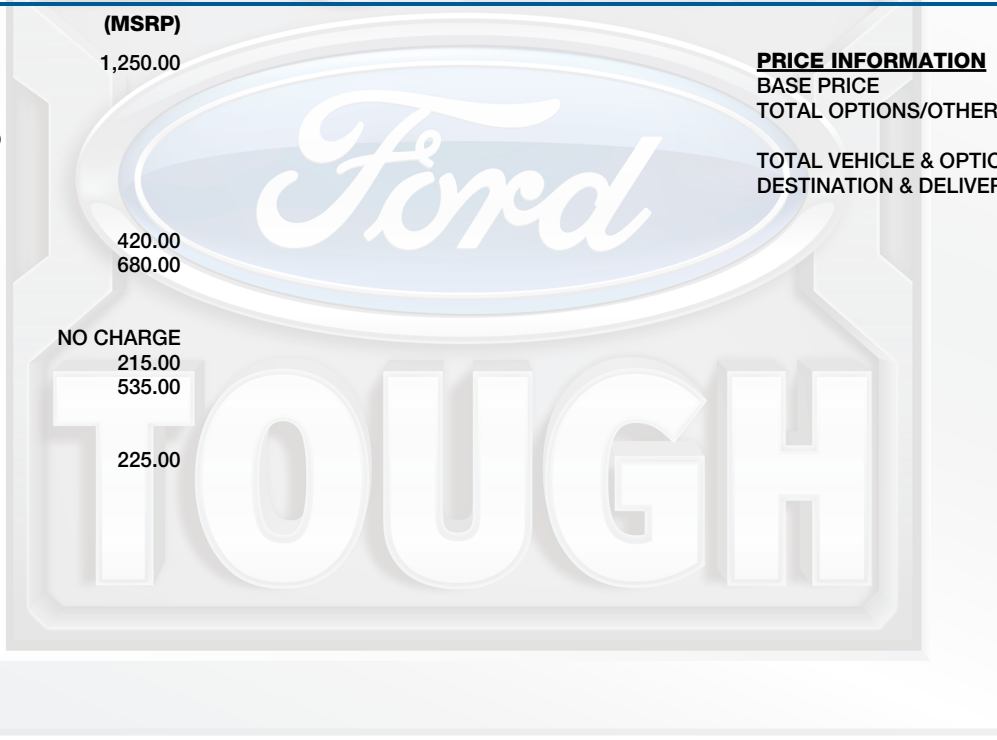 (MSRP)
1,250.00
420.00
680.00
NO CHARGE
215.00
535.00
225.00
PRICE INFORMATION
BASE PRICE
TOTAL OPTIONS/OTHER
TOTAL VEHICLE & OPTIO
DESTINATION & DELIVER
Ford
TOUGH